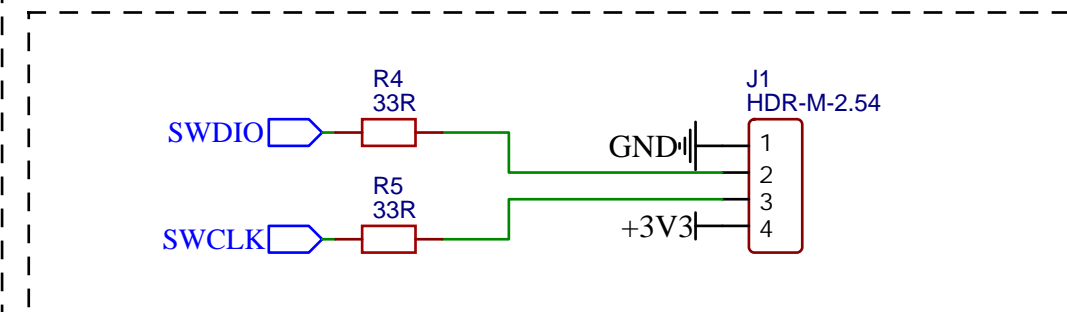 R4
33R
SWDIO
J1
HDR-M-2.54
GND
1
2
R5
33R
3
SWCLK
+3V3
4